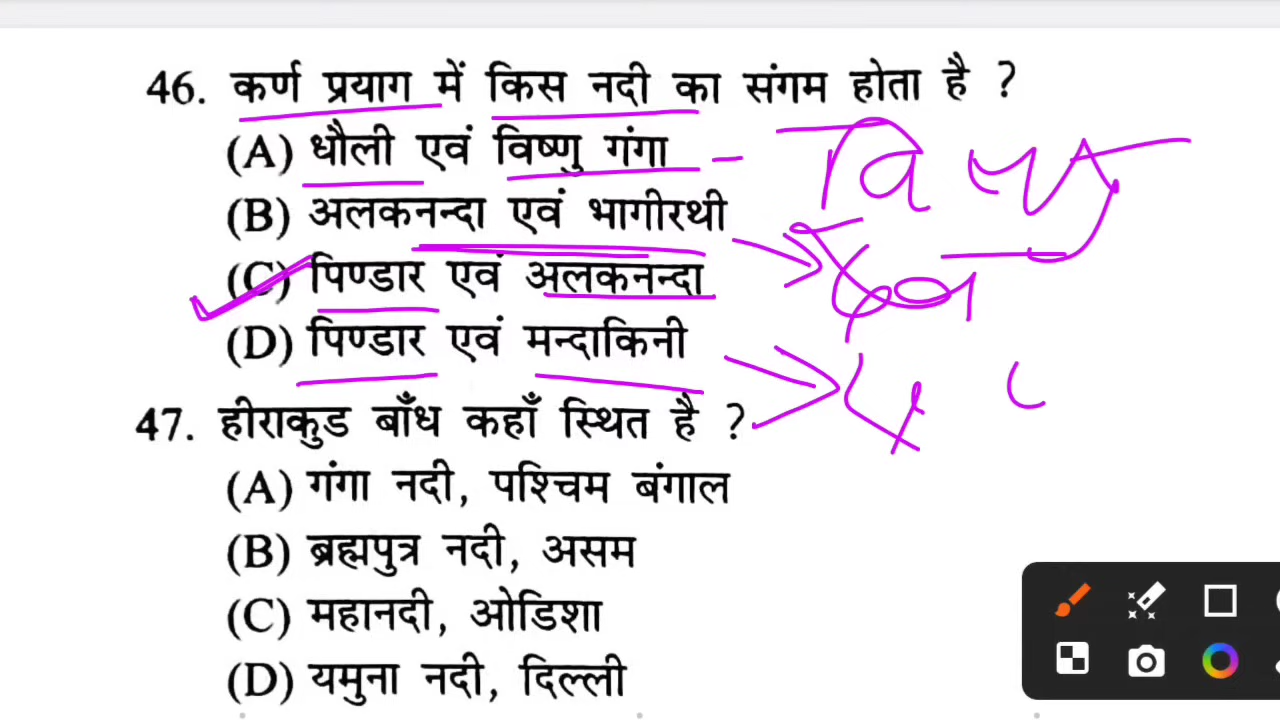 46. कर्ण प्रयाग में किस नदी का संगम होता है ?
(A) धौली एवं विष्णु गंगा
(B) अलकनन्दा एवं भागीरथी
(C) पिण्डार एवं अलकनन्दा
(D) पिण्डार एवं मन्दाकिनी
47. हीराकुड बाँध कहाँ स्थित है ?
(A) गंगा नदी, पश्चिम बंगाल
(B) ब्रह्मपुत्र नदी, असम
(C) महानदी, ओडिशा
(D) यमुना नदी, दिल्ली